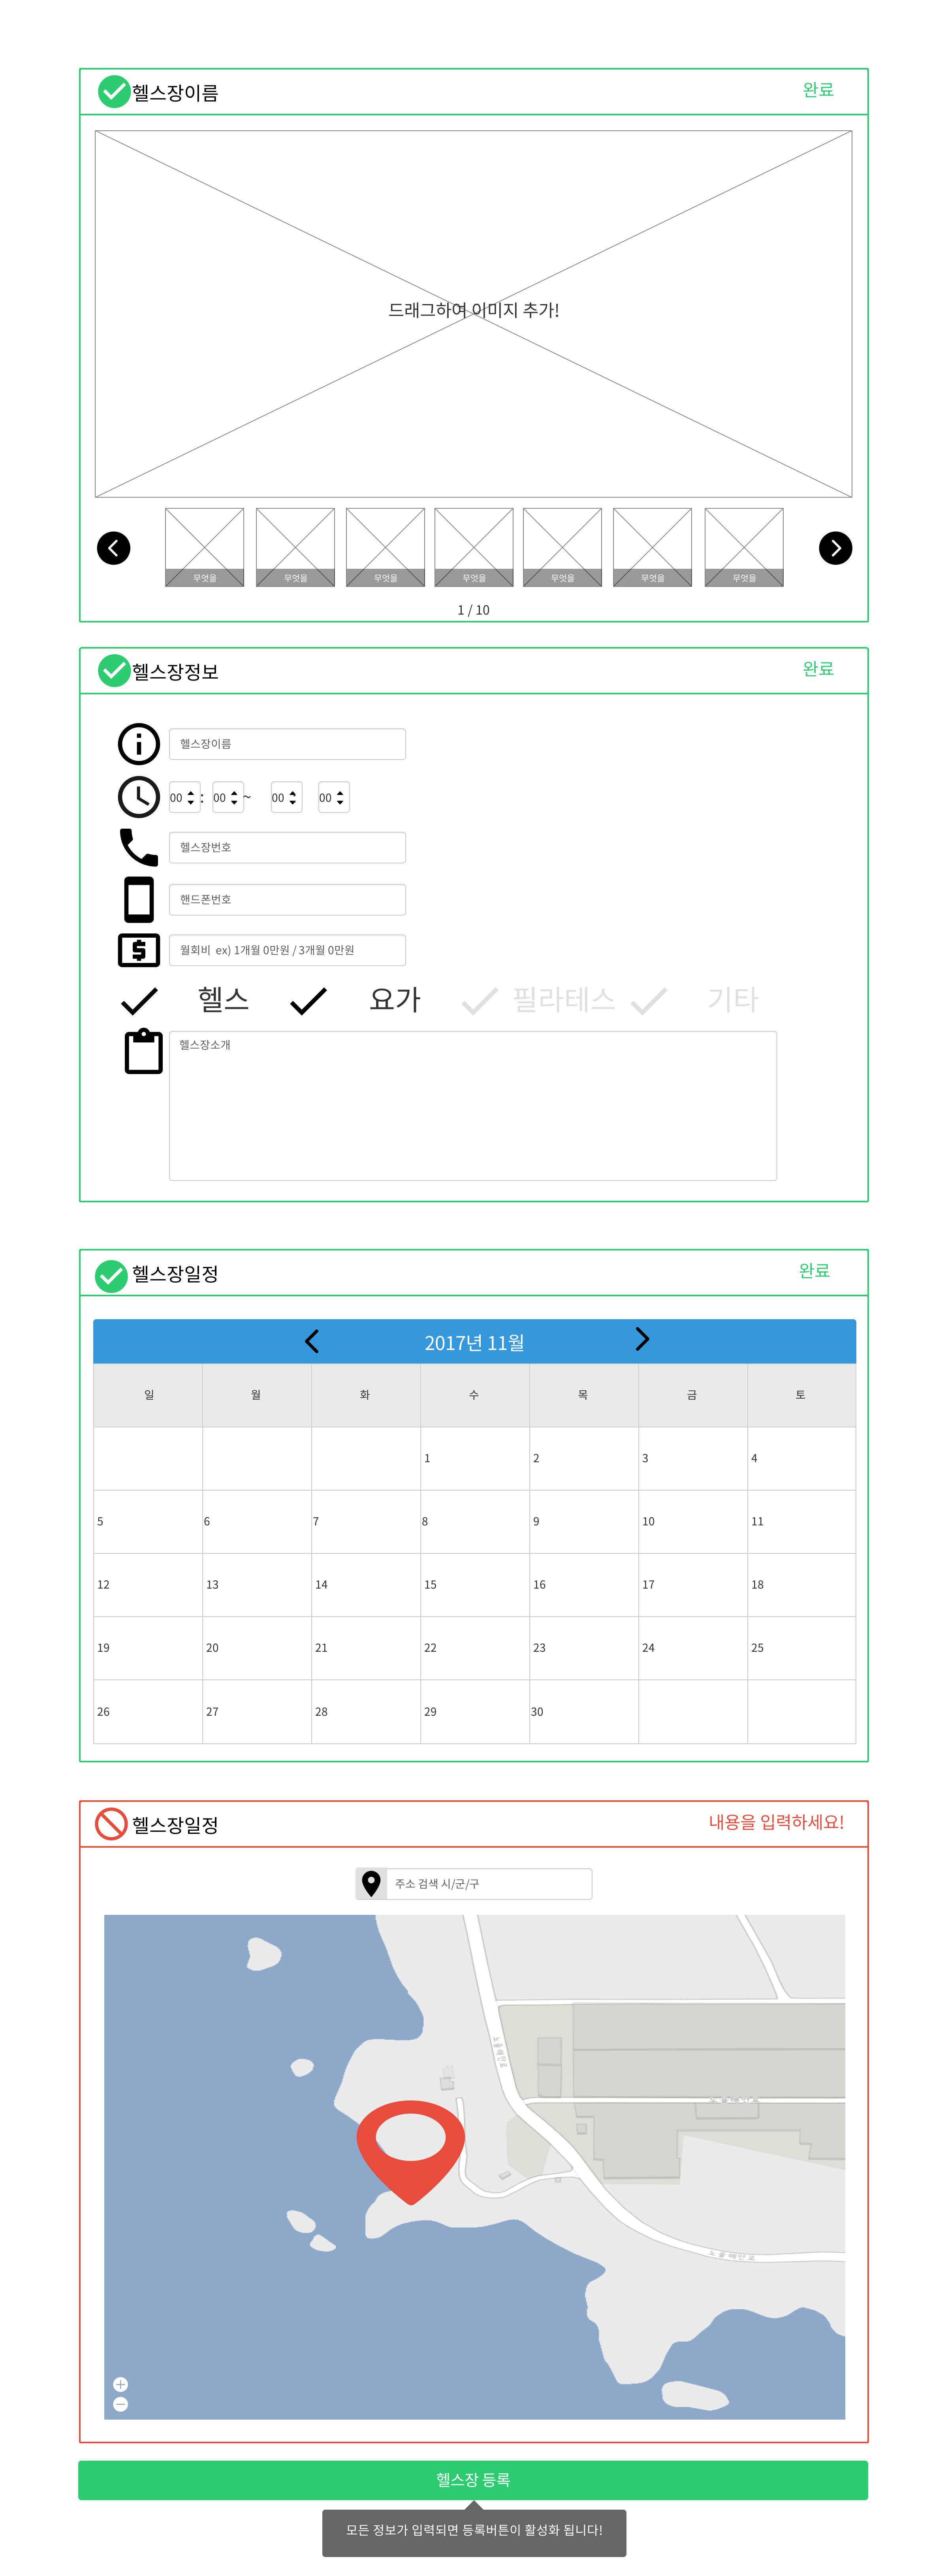 헬스장이름 완료
드래그하여 이미지 추가!
무엇을 무엇을 무엇을 무엇을 무엇을 무엇을 무엇을
1 / 10
헬스장정보 완료
헬스장이름
00 : 00 ~ 00 00
헬스장번호
핸드폰번호
월회비 ex) 1개월 0만원 / 3개월 0만원
헬스 요가 필라테스 기타
헬스장소개
헬스장일정 완료
2017년 11월
일 월 화 수 목 금 토
1 2 3 4
5 6 7 8 9 10 11
12 13 14 15 16 17 18
19 20 21 22 23 24 25
26 27 28 29 30
헬스장일정 내용을 입력하세요!
주소 검색 시/군/구
헬스장 등록
모든 정보가 입력되면 등록버튼이 활성화 됩니다!